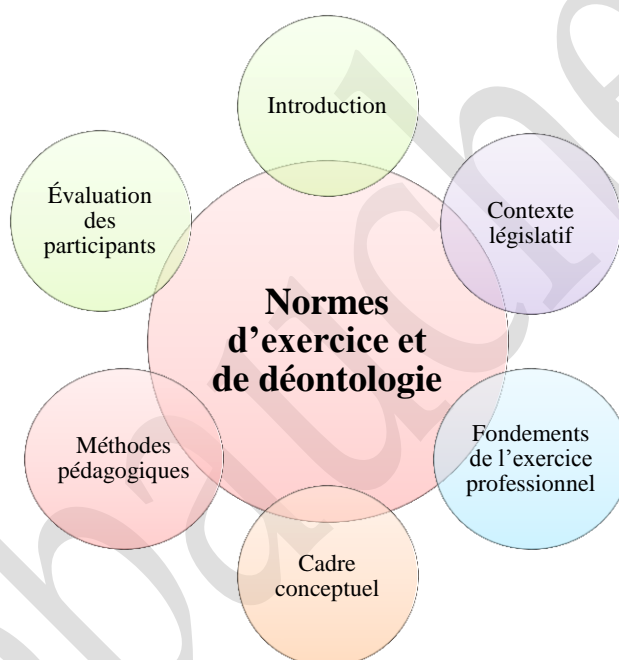 Introduction
Contexte
législatif
Fondements
de l'exercice
professionnel
Cadre
conceptuel
Méthodes
pédagogiques
Évaluation
des
participants
Normes
d'exercice et
de déontologie